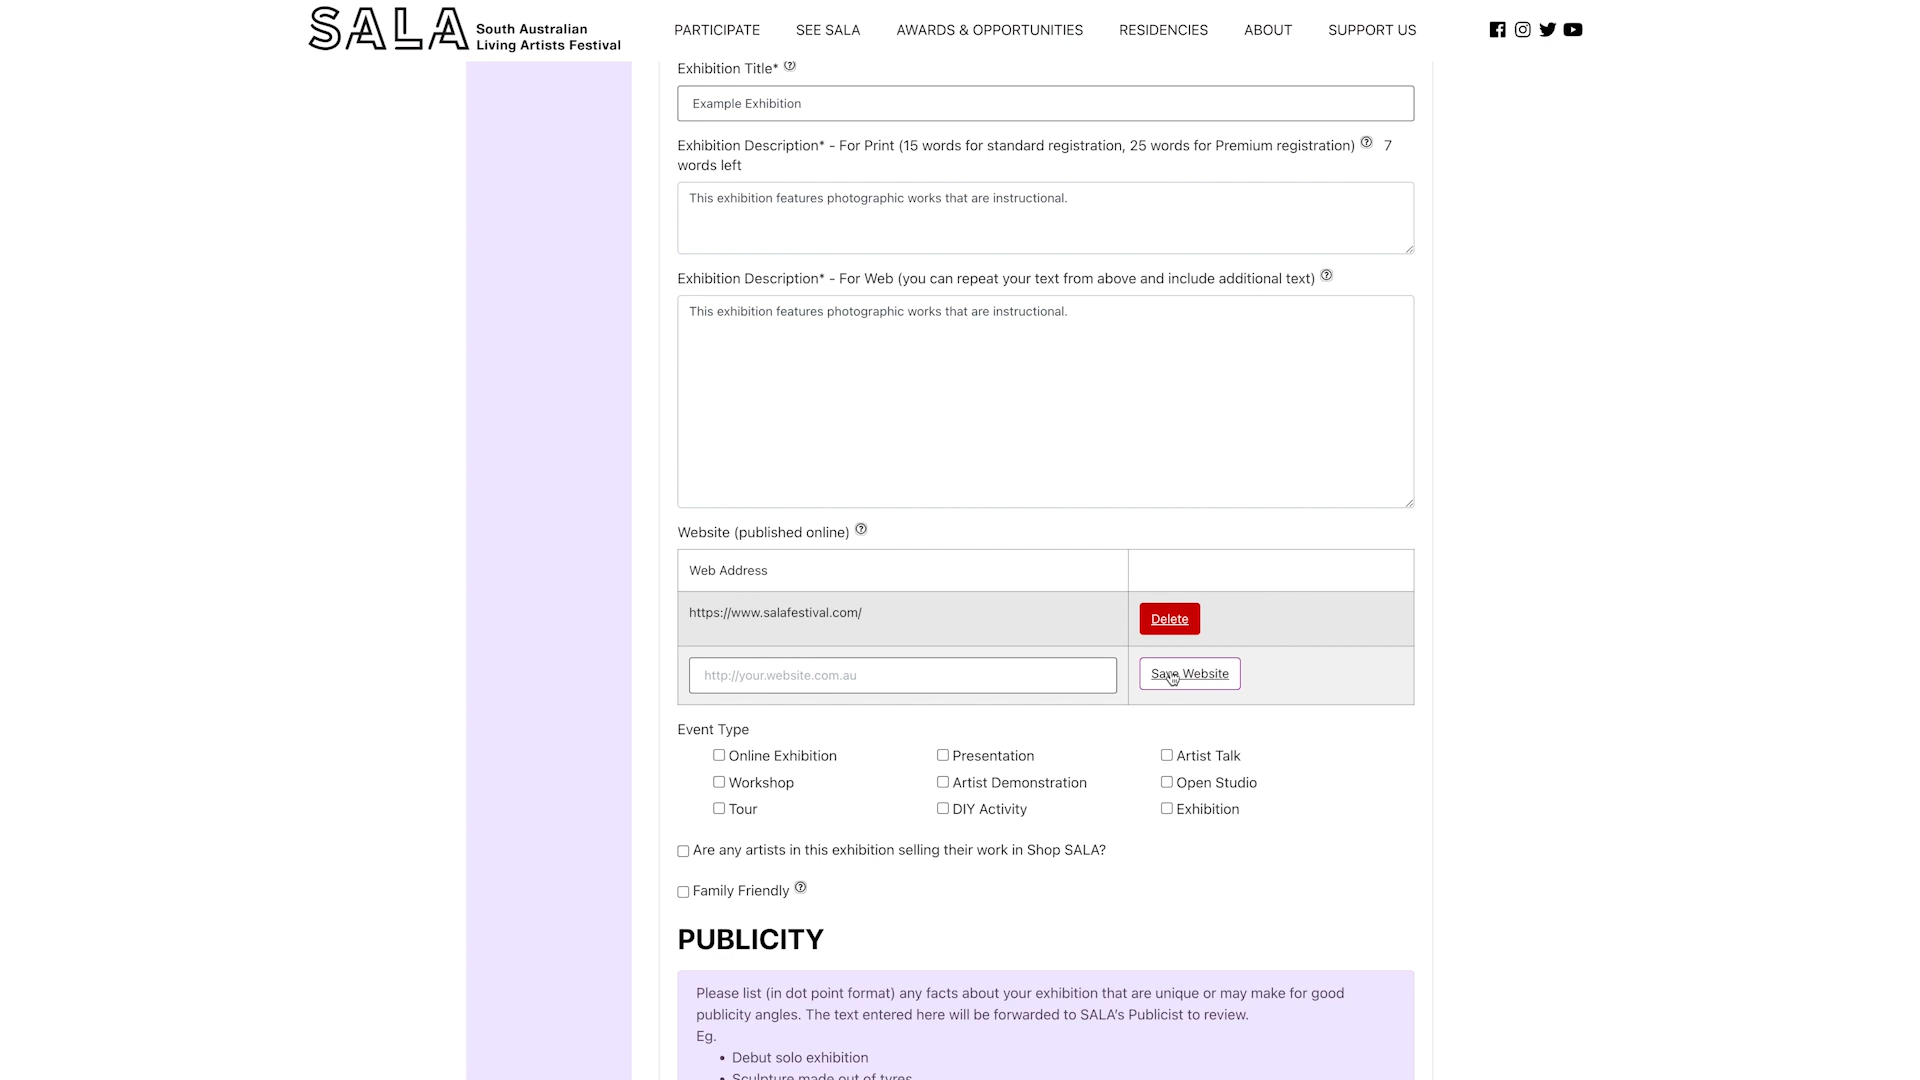 SALA South Australian
Living Artists Festival
PARTICIPATE SEE SALA AWARDS & OPPORTUNITIES RESIDENCIES ABOUT SUPPORT US
Exhibition Title*
Example Exhibition
Exhibition Description* - For Print (15 words for standard registration, 25 words for Premium registration) 7
words left
This exhibition features photographic works that are instructional.
Exhibition Description* - For Web (you can repeat your text from above and include additional text)
This exhibition features photographic works that are instructional.
Website (published online)
Web Address
https://www.salafestival.com/ Delete
http://your.website.com.au Save Website
Event Type
Online Exhibition Presentation Artist Talk
Workshop Artist Demonstration Open Studio
Tour DIY Activity Exhibition
Are any artists in this exhibition selling their work in Shop SALA?
Family Friendly
PUBLICITY
Please list (in dot point format) any facts about your exhibition that are unique or may make for good
publicity angles. The text entered here will be forwarded to SALA's Publicist to review.
Eg.
• Debut solo exhibition
• Sculpture made out of tyres